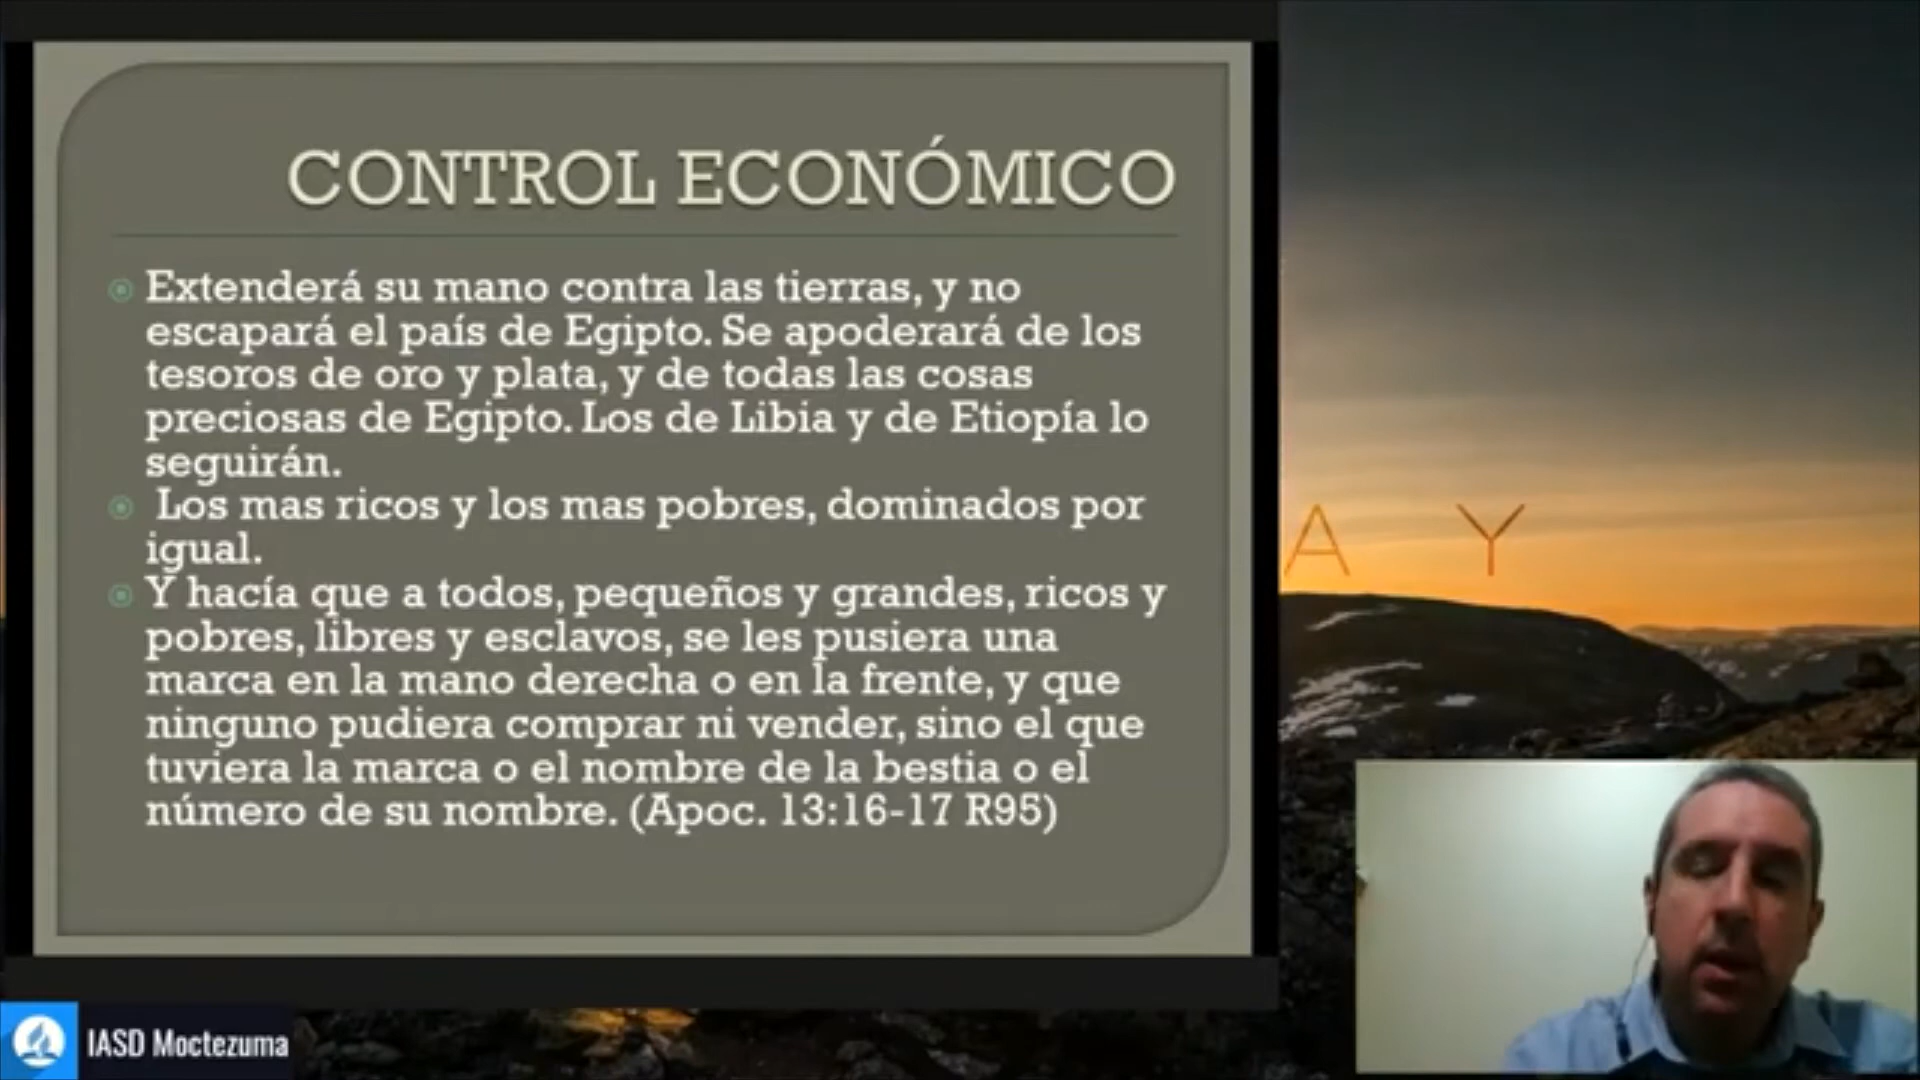 CONTROL ECONÓMICO
Extenderá su mano contra las tierras, y no
escapará el país de Egipto. Se apoderará de los
tesoros de oro y plata, y de todas las cosas
preciosas de Egipto. Los de Libia y de Etiopía lo
seguirán.
Los mas ricos y los mas pobres, dominados por
igual.
Y hacía que a todos, pequeños y grandes, ricos y
pobres, libres y esclavos, se les pusiera una
marca en la mano derecha o en la frente, y que
ninguno pudiera comprar ni vender, sino el que
tuviera la marca o el nombre de la bestia o el
número de su nombre. (Apoc. 13:16-17 R95)
A Y
IASD Moctezuma